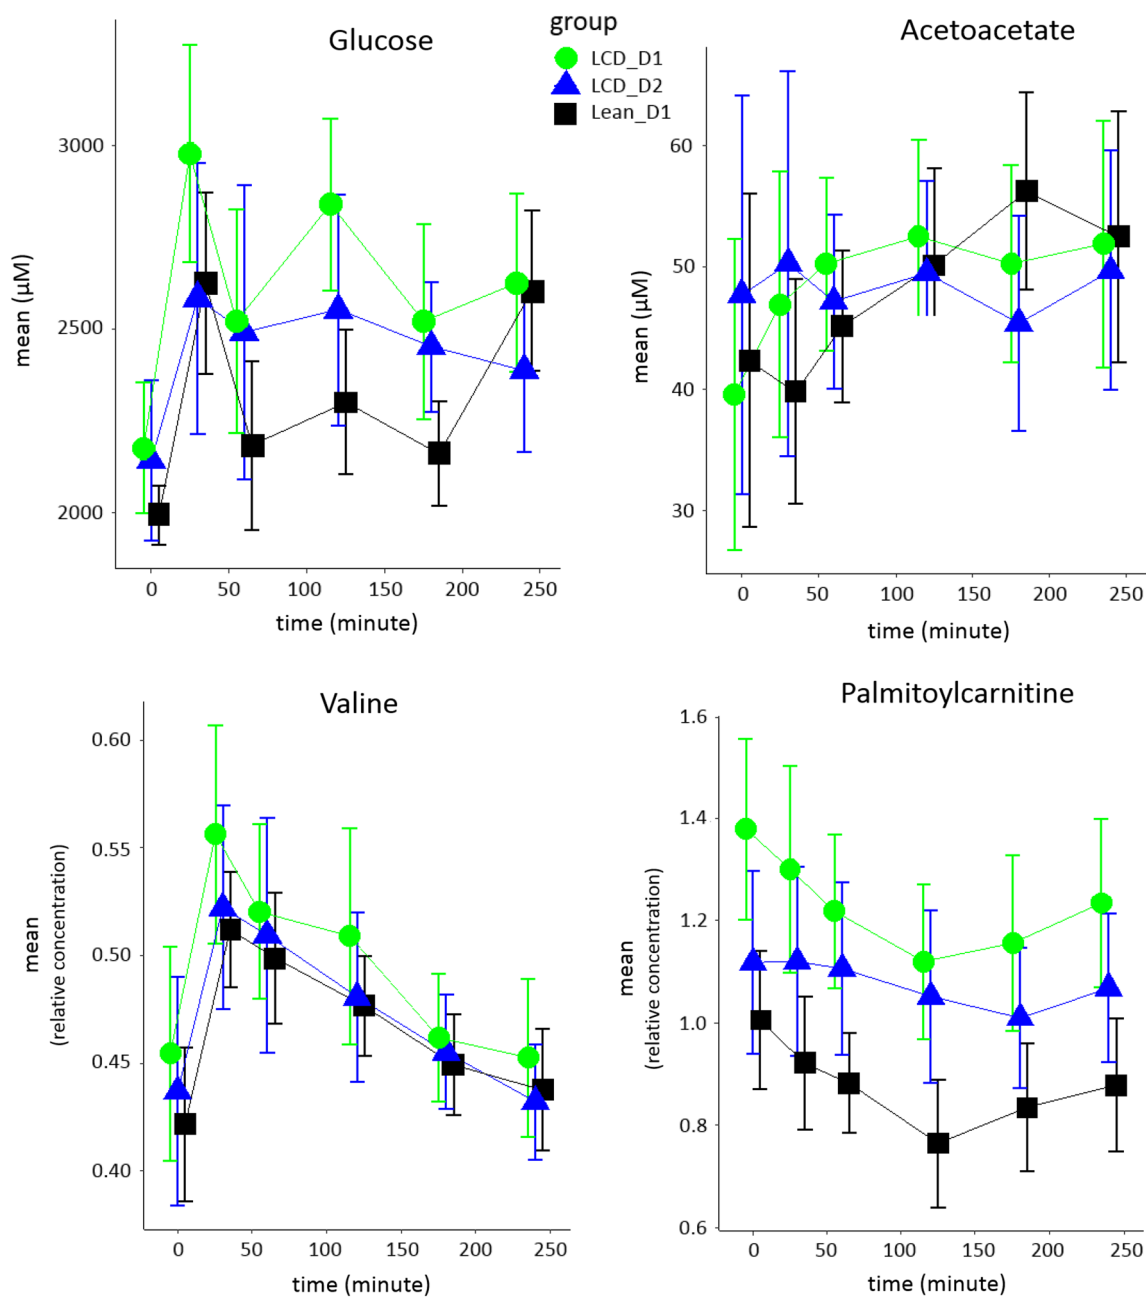 Glucose
group
LCD_D1
LCD_D2
Lean_D1
mean (µM)
3000
2500
2000
0 50 100 150 200 250
time (minute)
Acetoacetate
mean (µM)
60
50
40
30
0 50 100 150 200 250
time (minute)
Valine
mean
(relative concentration)
0.60
0.55
0.50
0.45
0.40
0 50 100 150 200 250
time (minute)
Palmitoylcarnitine
mean
(relative concentration)
1.6
1.4
1.2
1.0
0.8
0.6
0 50 100 150 200 250
time (minute)